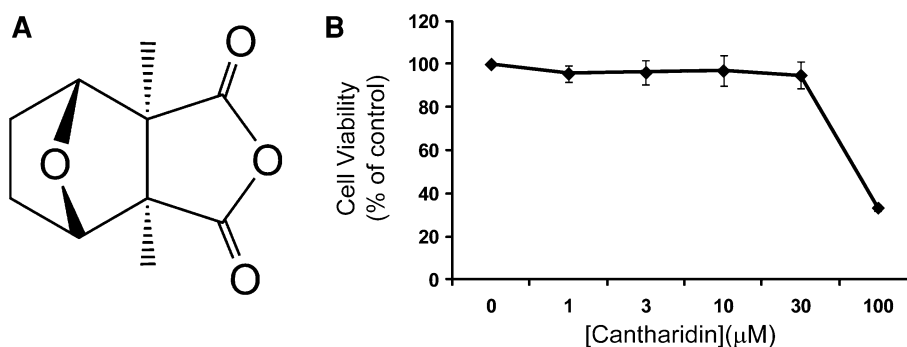 A
O
O
O
O
B
120
100
80
60
40
20
0
Cell Viability
(% of control)
0 1 3 10 30 100
[Cantharidin](μM)